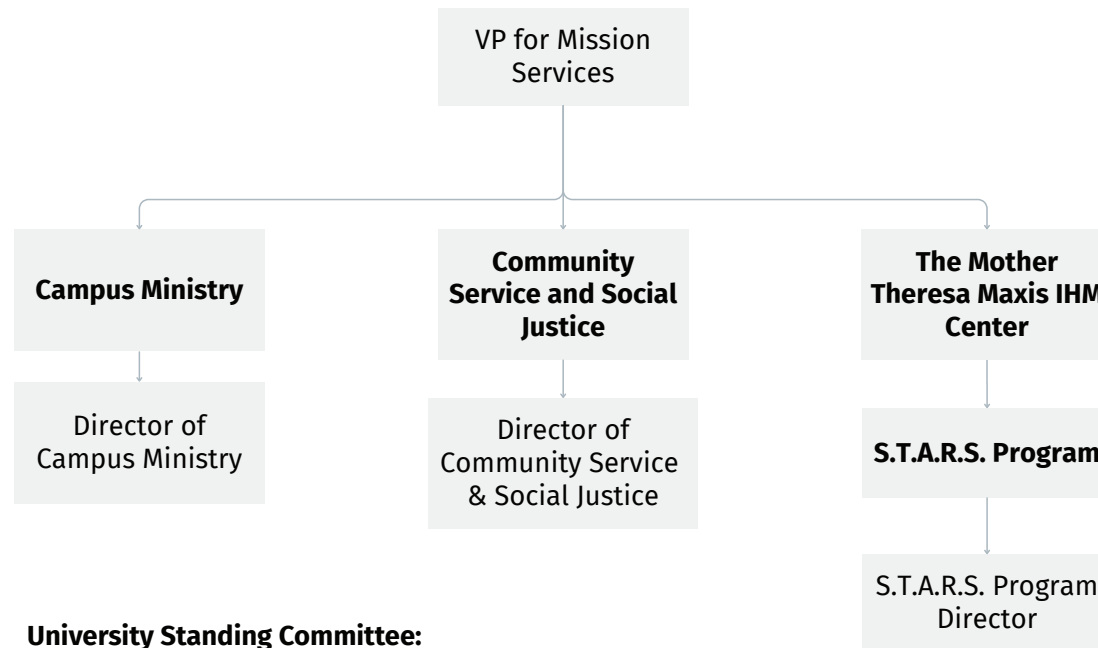 VP for Mission
Services
Campus Ministry
Community
Service and Social
Justice
The Mother
Theresa Maxis IHM
Center
Director of
Campus Ministry
Director of
Community Service
& Social Justice
S.T.A.R.S. Program
S.T.A.R.S. Program
Director
University Standing Committee: